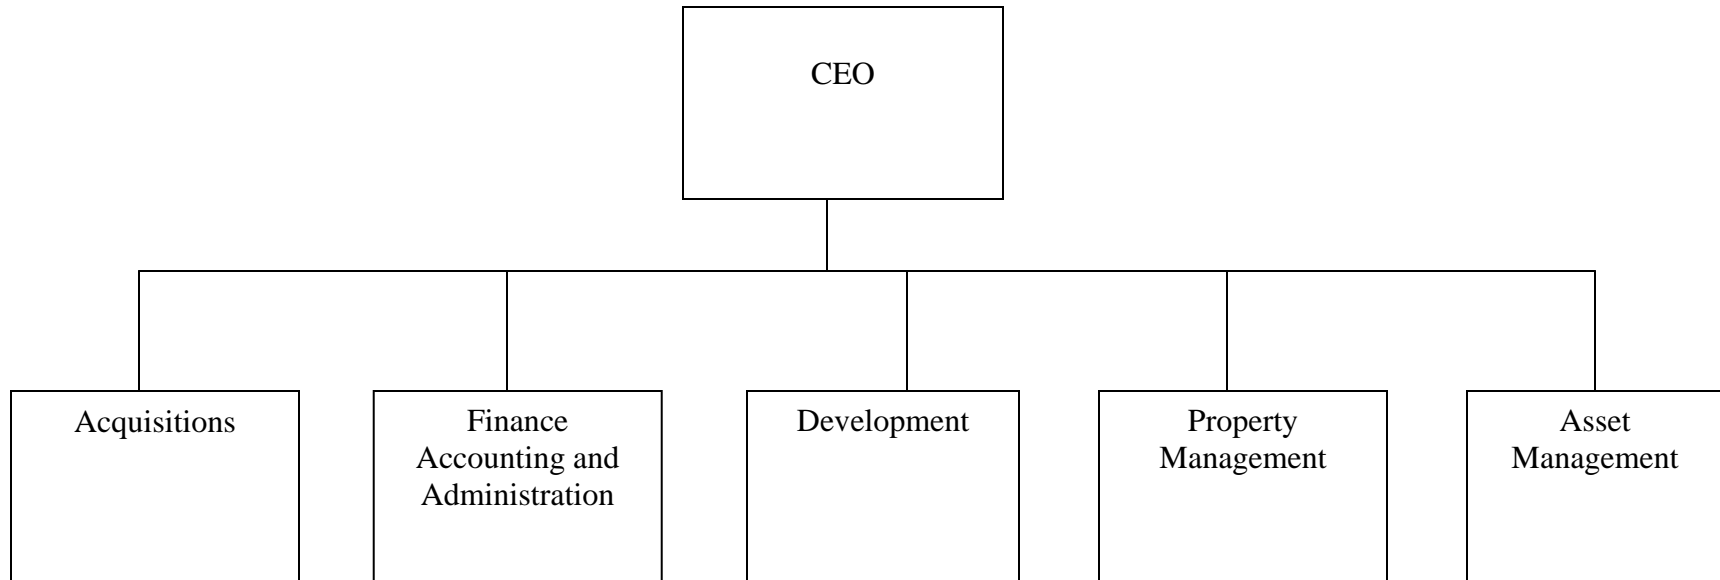 CEO
Acquisitions
Finance
Accounting and
Administration
Development
Property
Management
Asset
Management